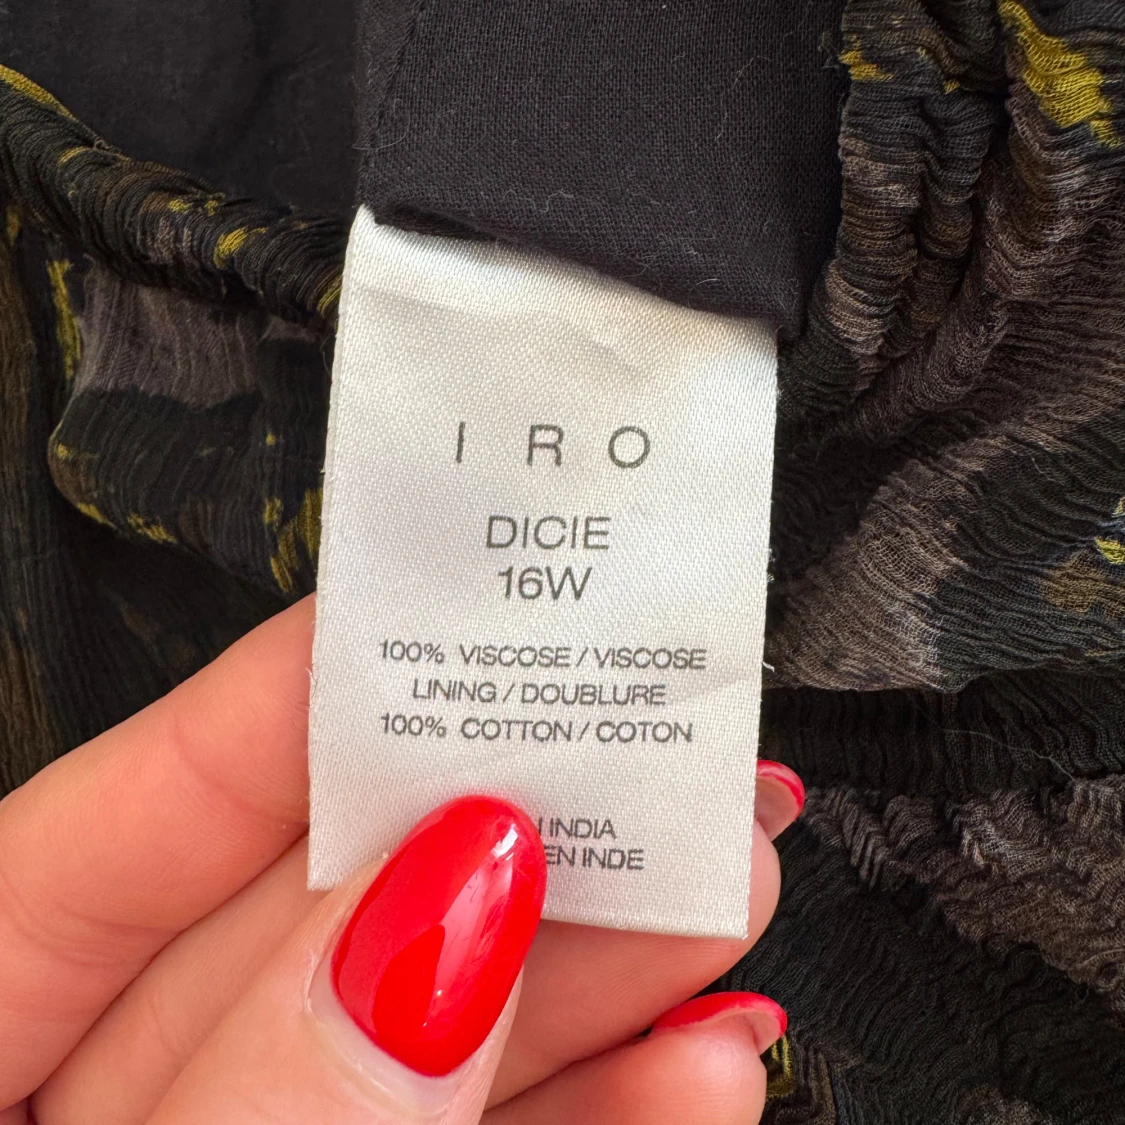 I R O
DICIE
16W
100% VISCOSE / VISCOSE
LINING / DOUBLURE
100% COTTON / COTON
INDIA
EN INDE